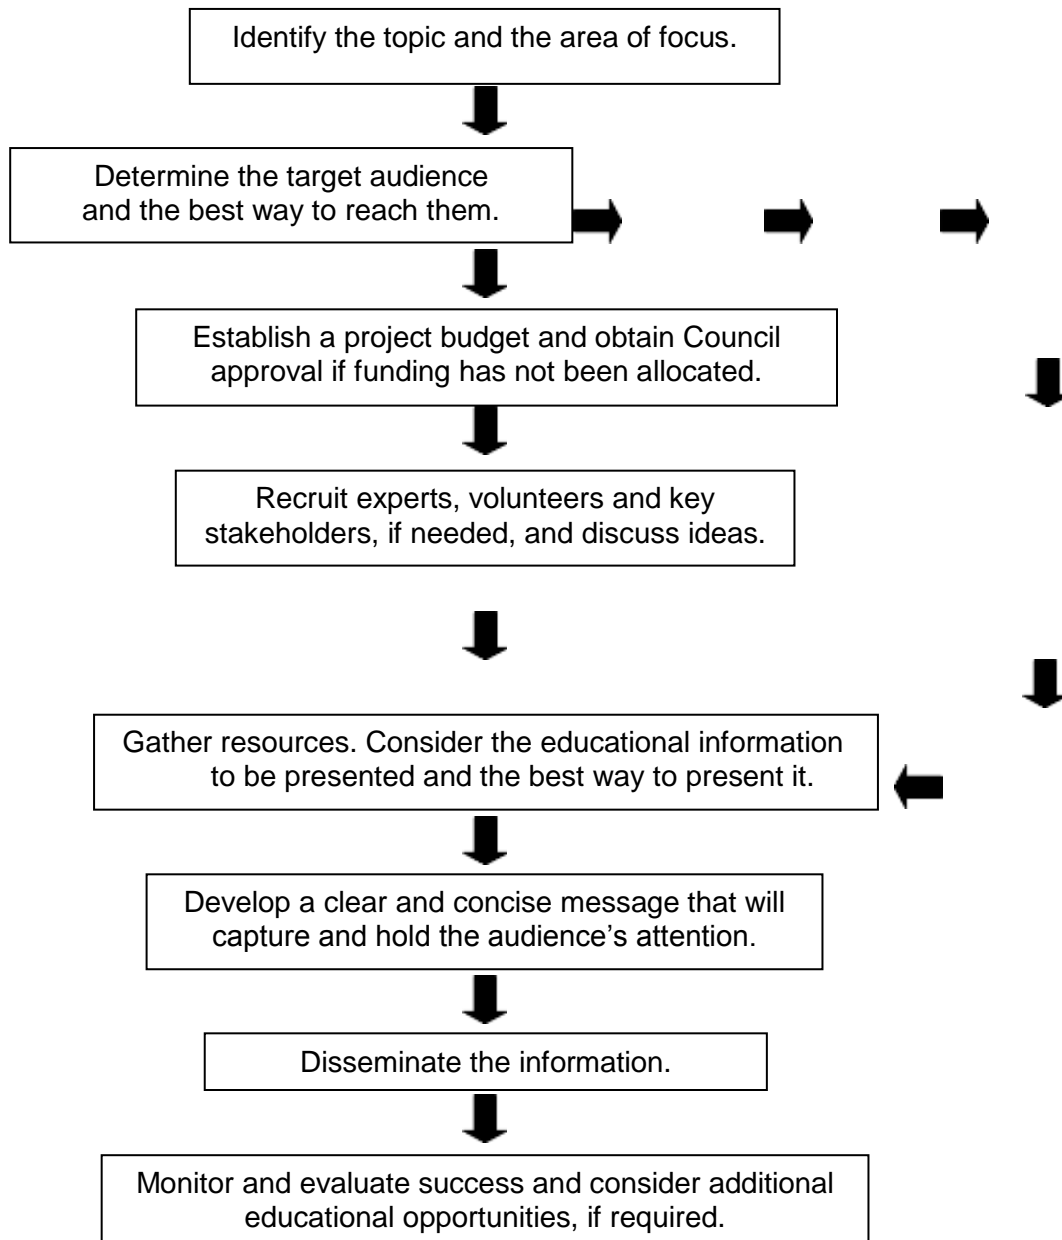 Identify the topic and the area of focus.
Determine the target audience
and the best way to reach them.
Establish a project budget and obtain Council
approval if funding has not been allocated.
Recruit experts, volunteers and key
stakeholders, if needed, and discuss ideas.
Gather resources. Consider the educational information
to be presented and the best way to present it.
Develop a clear and concise message that will
capture and hold the audience’s attention.
Disseminate the information.
Monitor and evaluate success and consider additional
educational opportunities, if required.